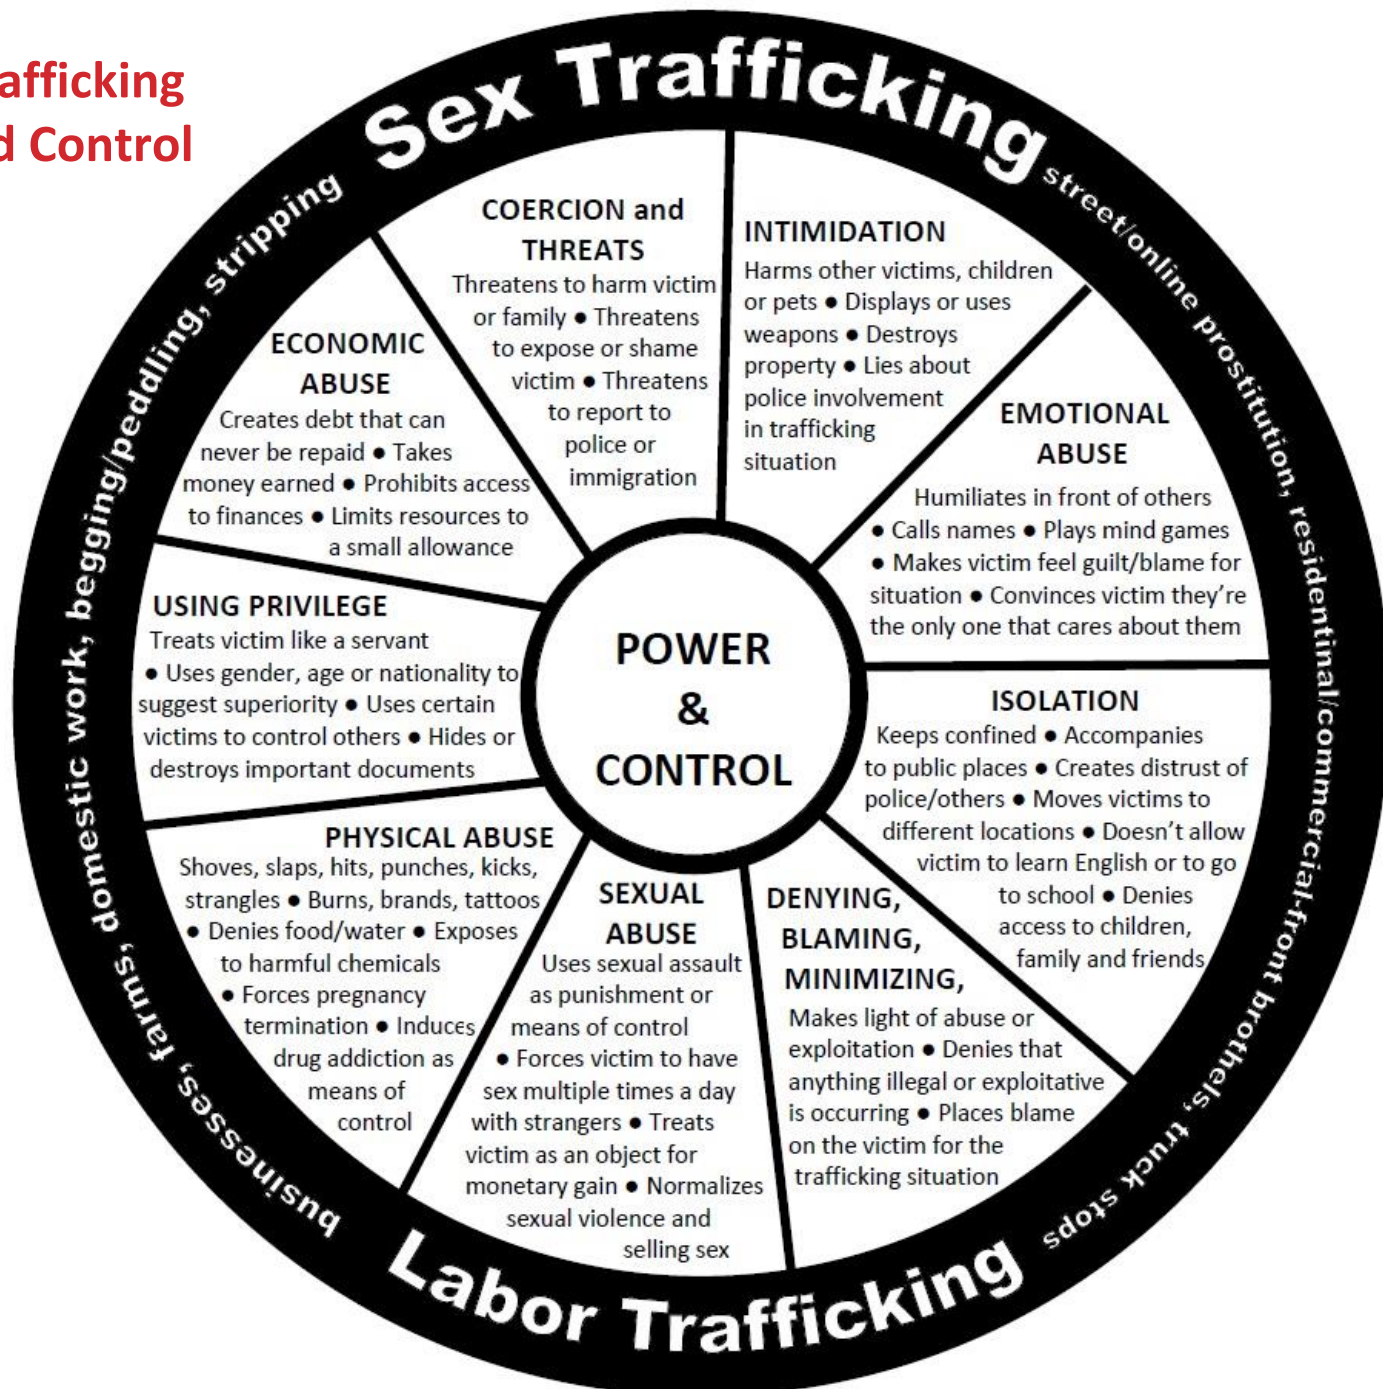 afficking
d Control
Sex Trafficking
street/online prostitution, residentinal/commercial-front brothels, truck stops
Labor Trafficking
businesses, farms, domestic work, begging/peddling, stripping
COERCION and
THREATS
Threatens to harm victim
or family ● Threatens
to expose or shame
victim ● Threatens
to report to
police or
immigration
INTIMIDATION
Harms other victims, children
or pets ● Displays or uses
weapons ● Destroys
property ● Lies about
police involvement
in trafficking
situation
EMOTIONAL
ABUSE
Humiliates in front of others
● Calls names ● Plays mind games
● Makes victim feel guilt/blame for
situation ● Convinces victim they're
the only one that cares about them
ISOLATION
Keeps confined ● Accompanies
to public places ● Creates distrust of
police/others ● Moves victims to
different locations ● Doesn't allow
victim to learn English or to go
to school ● Denies
access to children,
family and friends
DENYING,
BLAMING,
MINIMIZING,
Makes light of abuse or
exploitation ● Denies that
anything illegal or exploitative
is occurring ● Places blame
on the victim for the
trafficking situation
SEXUAL
ABUSE
Uses sexual assault
as punishment or
means of control
● Forces victim to have
sex multiple times a day
with strangers ● Treats
victim as an object for
monetary gain ● Normalizes
sexual violence and
selling sex
PHYSICAL ABUSE
Shoves, slaps, hits, punches, kicks,
strangles ● Burns, brands, tattoos
● Denies food/water ● Exposes
to harmful chemicals
● Forces pregnancy
termination ● Induces
drug addiction as
means of
control
USING PRIVILEGE
Treats victim like a servant
● Uses gender, age or nationality to
suggest superiority ● Uses certain
victims to control others ● Hides or
destroys important documents
ECONOMIC
ABUSE
Creates debt that can
never be repaid ● Takes
money earned ● Prohibits access
to finances ● Limits resources to
a small allowance
POWER
&
CONTROL